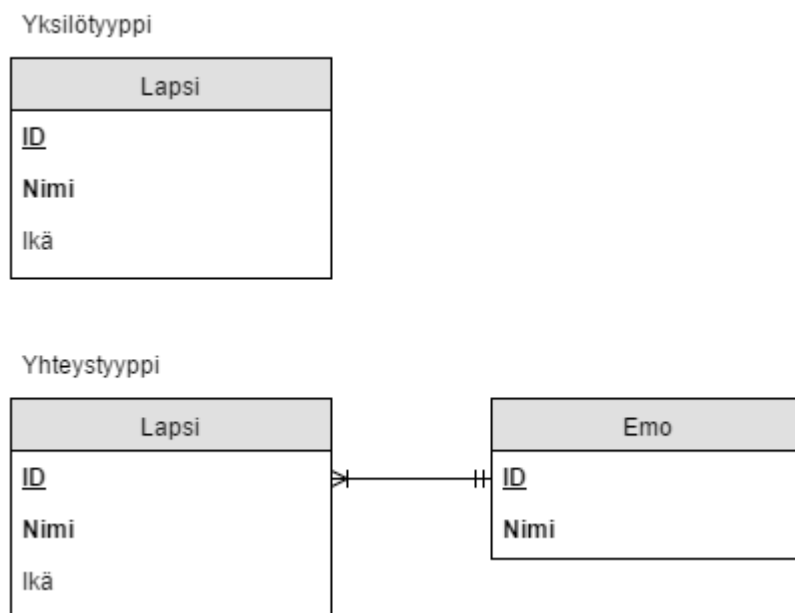 Yksilötyyppi
Lapsi
ID
Nimi
Ikä
Yhteystyyppi
Lapsi
ID
Nimi
Ikä
Emo
ID
Nimi